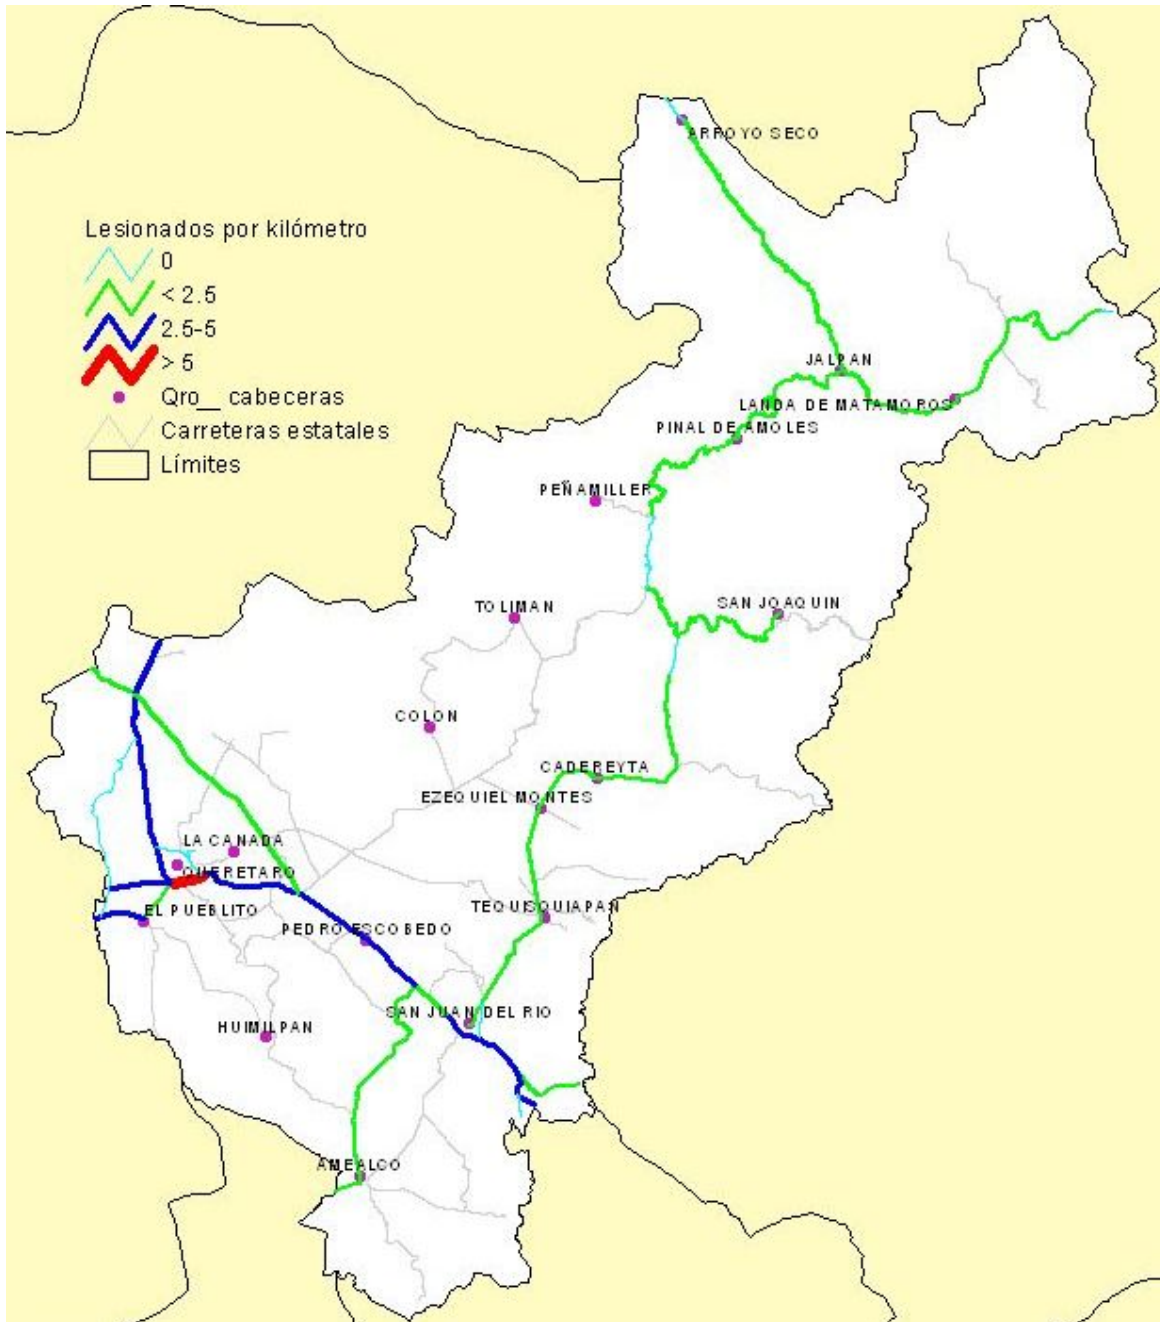 ARROYO SECO
Lesionados por kilómetro
0
< 2.5
2.5-5
> 5
Qro__ cabeceras
Carreteras estatales
Límites
JALPAN
LANDA DE MATAMOROS
PINAL DE AMOLES
PEÑAMILLER
TOLIMAN
SAN JOAQUIN
COLON
CADEREYTA
EZEQUIEL MONTES
LA CANADA
QUERETARO
EL PUEBLITO
TEQUISQUIAPAN
PEDRO ESCOBEDO
SAN JUAN DEL RIO
HUIMILPAN
AMEALCO